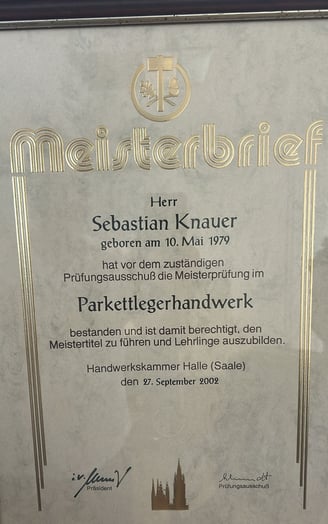 Meisterbrief
Herr
Sebastian Knauer
geboren am 10. Mai 1979
hat vor dem zuständigen
Prüfungsausschuß die Meisterprüfung im
Parkettlegerhandwerk
bestanden und ist damit berechtigt, den
Meistertitel zu führen und Lehrlinge auszubilden.
Handwerkskammer Halle (Saale)
den 27. September 2002
i.V.
Präsident
Prüfungsausschuß